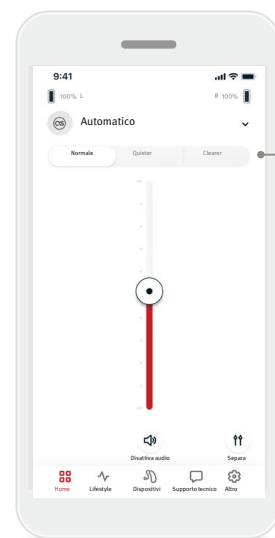 9:41
100% L R 100%
Automatico
Normale Quieter Clearer
Disattiva audio Separa
Home Lifestyle Dispositivi Supporto tecnico Altro